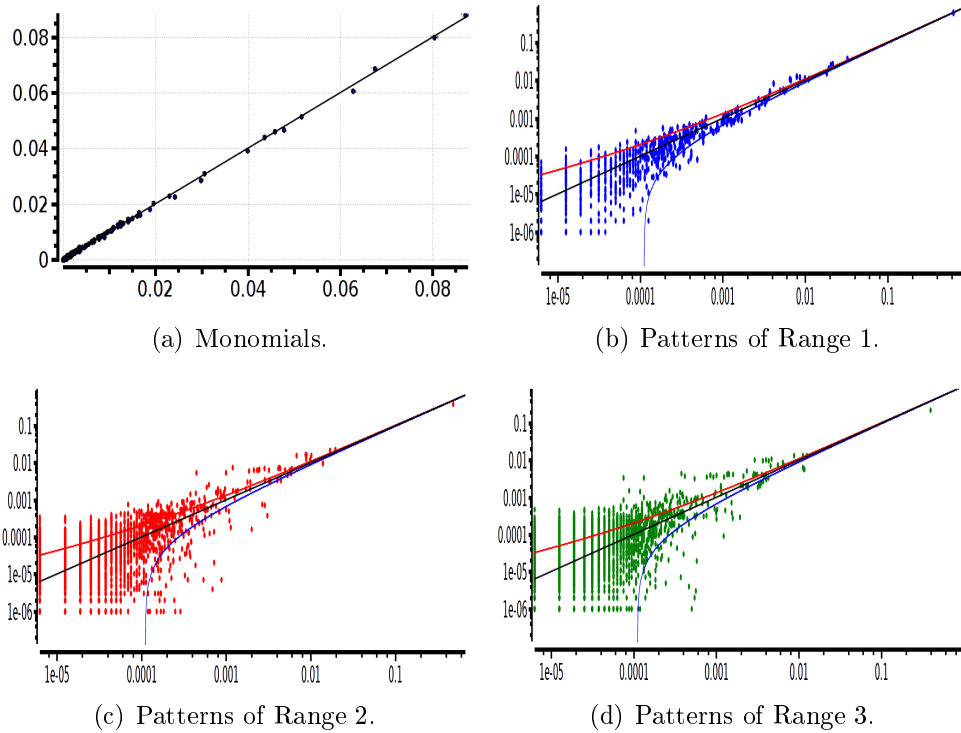 0.08
0.06
0.04
0.02
0
0.02 0.04 0.06 0.08
(a) Monomials.
0.1
0.01
0.001
0.0001
1e-05
1e-06
1e-05 0.0001 0.001 0.01 0.1
(b) Patterns of Range 1.
0.1
0.01
0.001
0.0001
1e-05
1e-06
1e-05 0.0001 0.001 0.01 0.1
(c) Patterns of Range 2.
0.1
0.01
0.001
0.0001
1e-05
1e-06
1e-05 0.0001 0.001 0.01 0.1
(d) Patterns of Range 3.